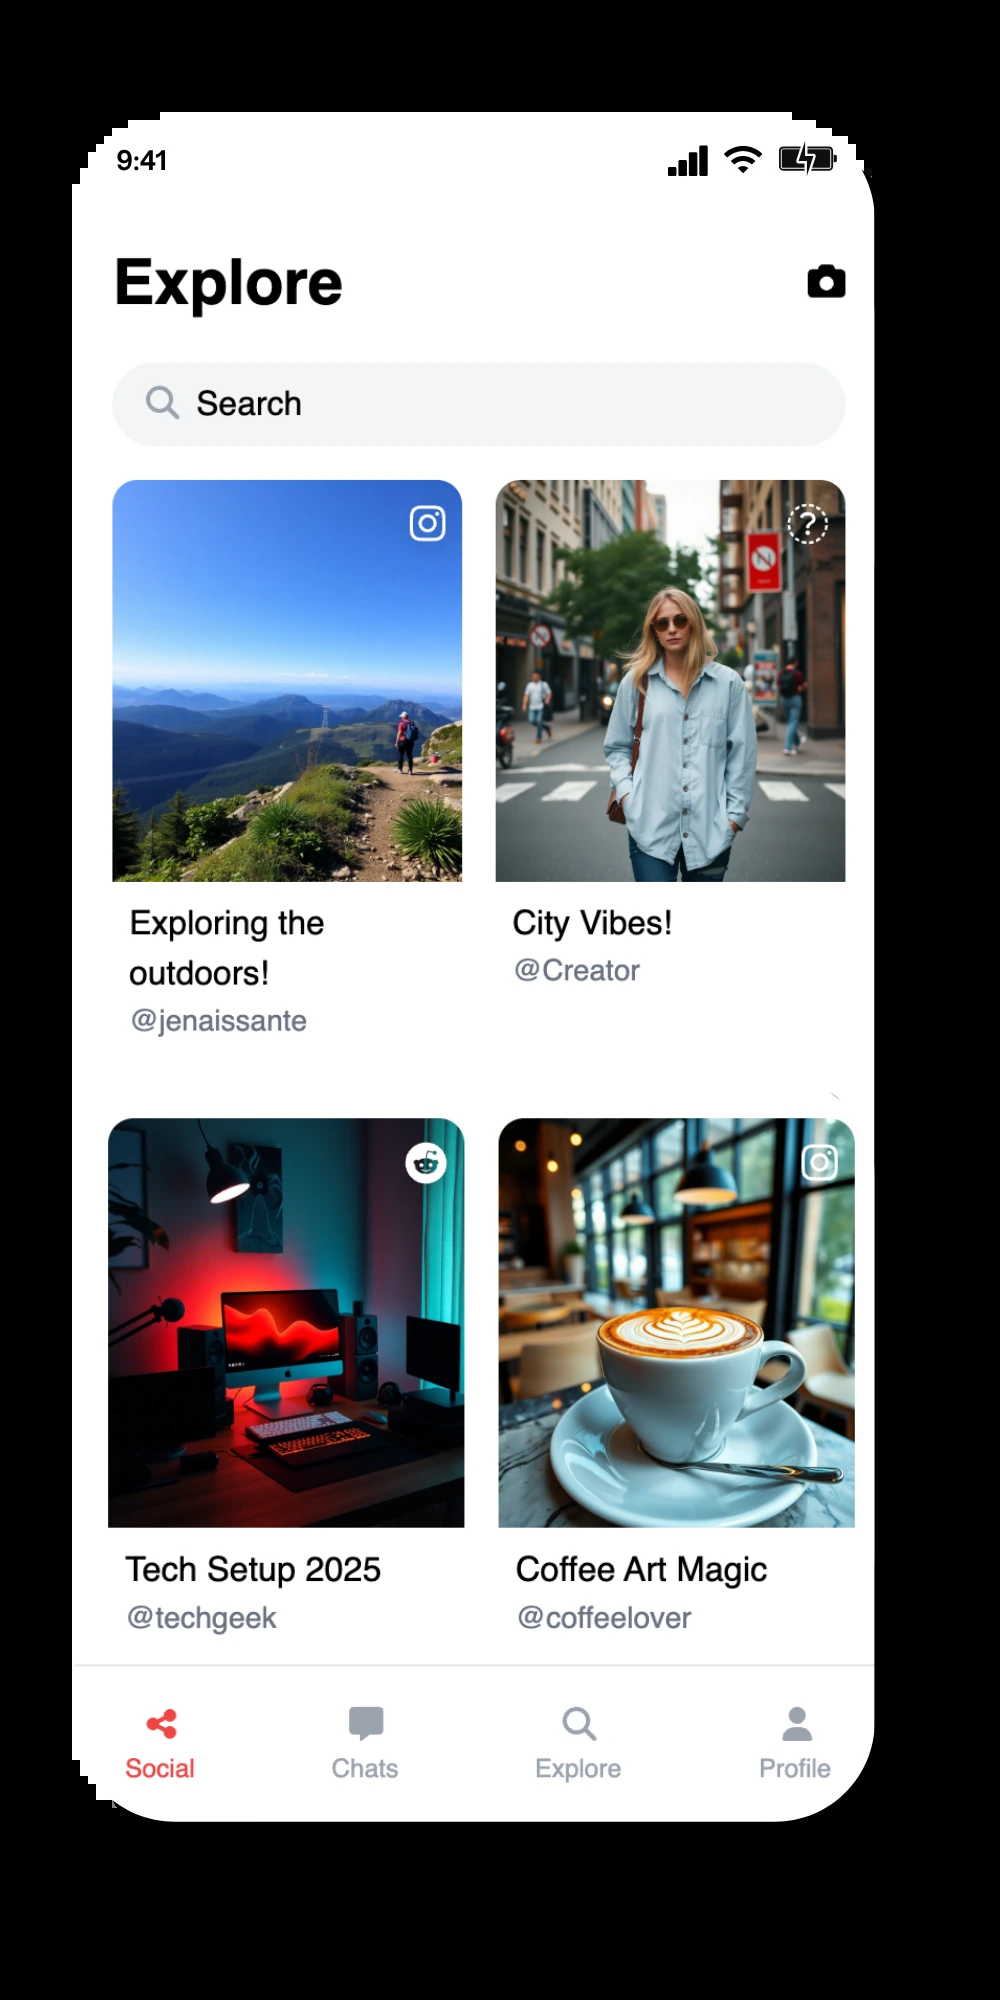 9:41
Explore
Search
?
N
Exploring the
outdoors!
@jenaissante
City Vibes!
@Creator
Tech Setup 2025
@techgeek
Coffee Art Magic
@coffeelover
Social
Chats
Explore
Profile